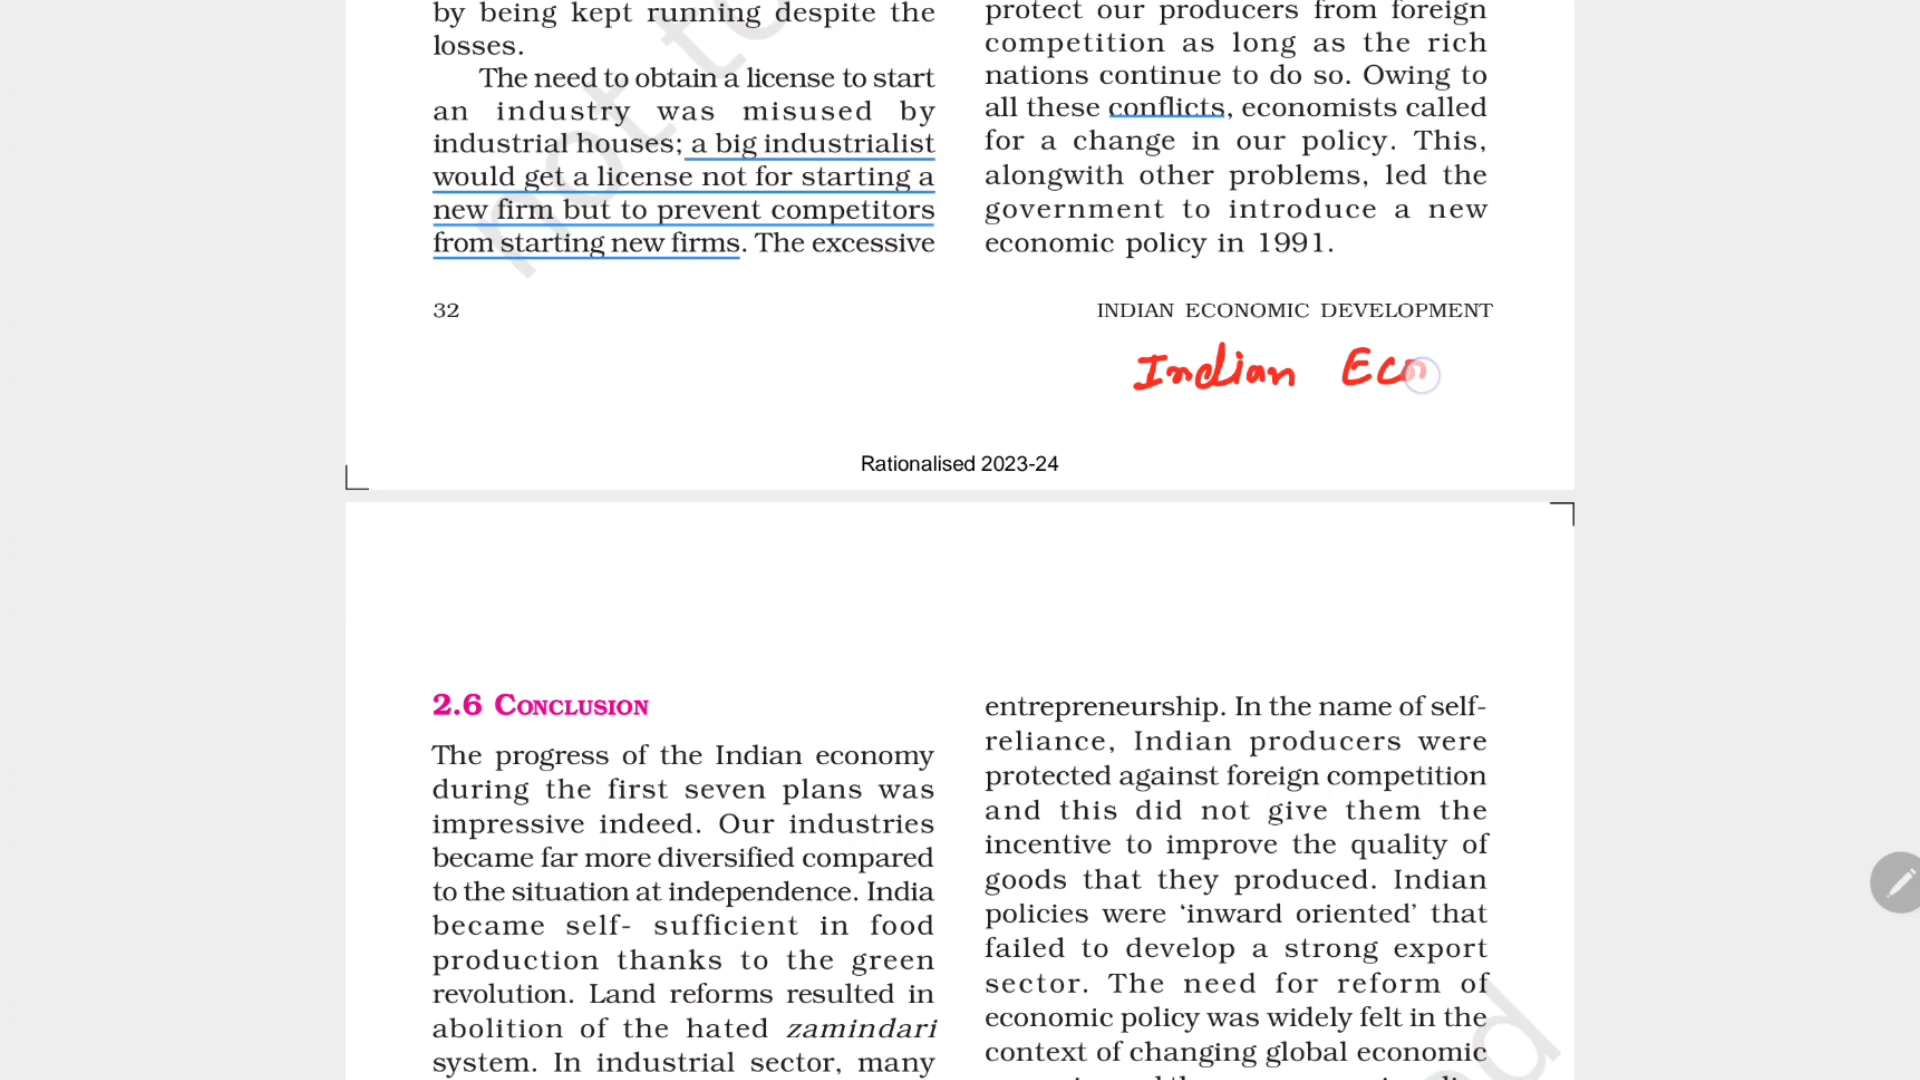 by being kept running despite the
losses.
The need to obtain a license to start
an industry was misused by
industrial houses; a big industrialist
would get a license not for starting a
new firm but to prevent competitors
from starting new firms. The excessive
protect our producers from foreign
competition as long as the rich
nations continue to do so. Owing to
all these conflicts, economists called
for a change in our policy. This,
alongwith other problems, led the
government to introduce a new
economic policy in 1991.
32
INDIAN ECONOMIC DEVELOPMENT
Indian Econ
Rationalised 2023-24
2.6 CONCLUSION
The progress of the Indian economy
during the first seven plans was
impressive indeed. Our industries
became far more diversified compared
to the situation at independence. India
became self- sufficient in food
production thanks to the green
revolution. Land reforms resulted in
abolition of the hated zamindari
system. In industrial sector, many
entrepreneurship. In the name of self-
reliance, Indian producers were
protected against foreign competition
and this did not give them the
incentive to improve the quality of
goods that they produced. Indian
policies were ‘inward oriented’ that
failed to develop a strong export
sector. The need for reform of
economic policy was widely felt in the
context of changing global economic